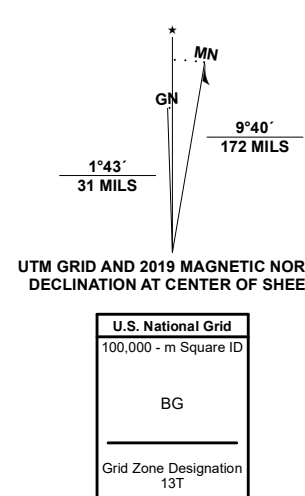 ★
MN
GN
9°40´
172 MILS
1°43´
31 MILS
UTM GRID AND 2019 MAGNETIC NOR
DECLINATION AT CENTER OF SHEE
U.S. National Grid
100,000 - m Square ID
BG
Grid Zone Designation
13T